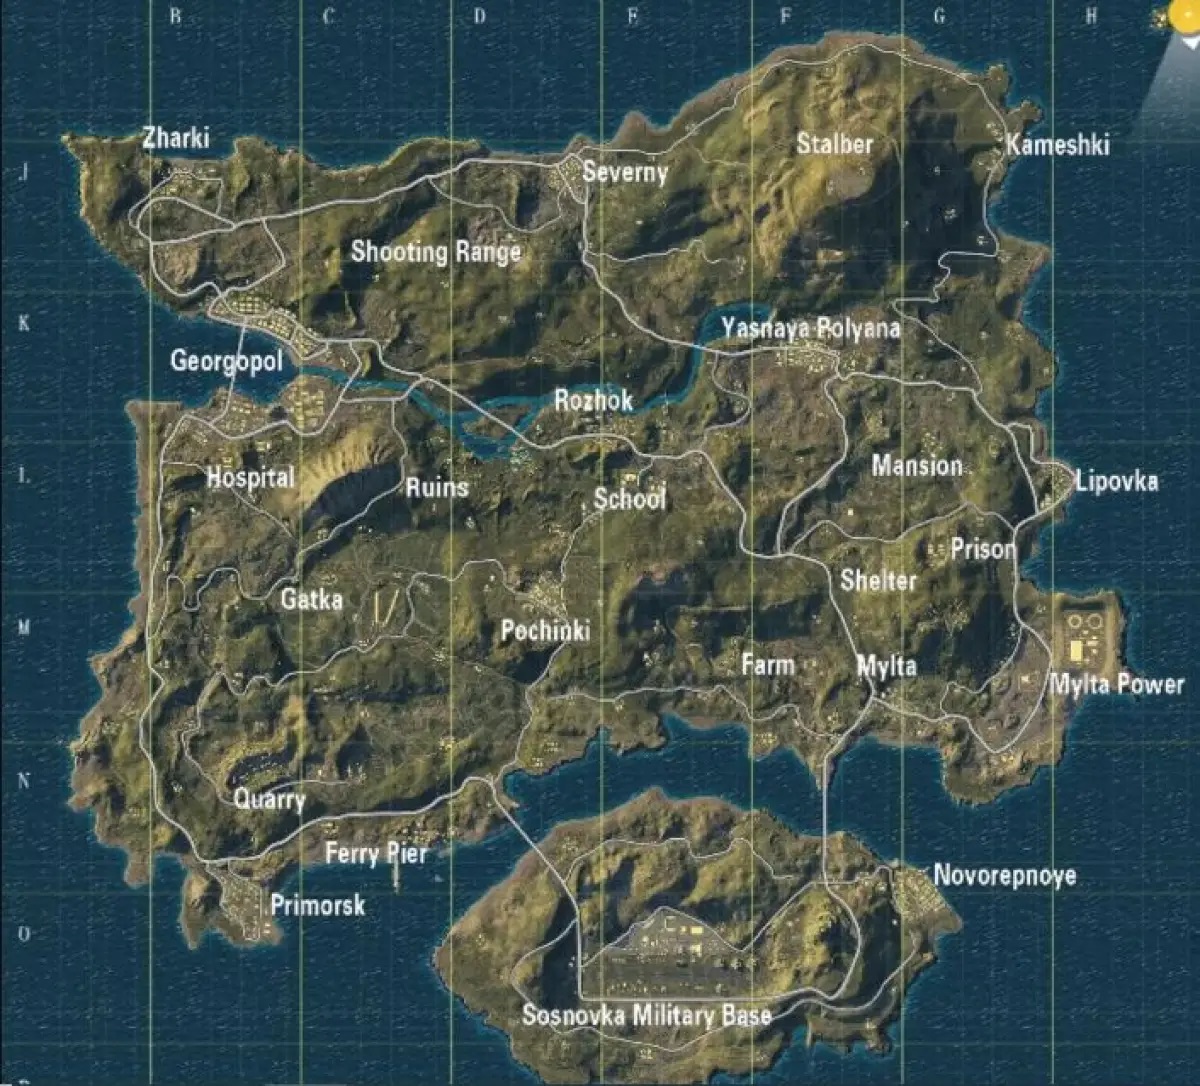 B C D E F G H
Zharki
Stalber
Kameshki
J
Severny
Shooting Range
K
Yasnaya Polyana
Georgopol
Rozhok
Mansion
L
Hospital
Ruins
School
Lipovka
Prison
Shelter
Gatka
M
Pochinki
Farm
Mylta
Mylta Power
N
Quarry
Ferry Pier
Novorepnoye
Primorsk
O
Sosnovka Military Base